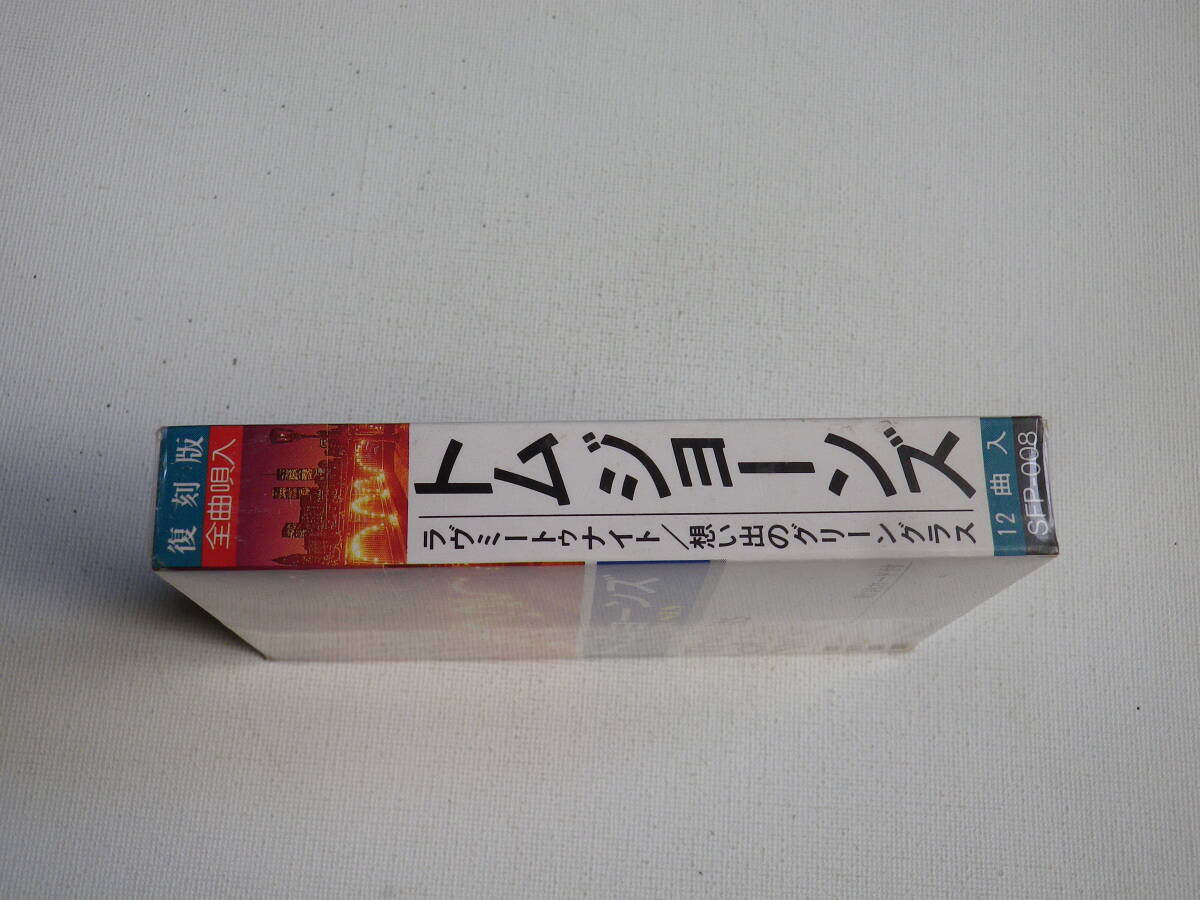 復刻版
全曲唄入
トムジョーンズ
ラヴミートゥナイト/想い出のグリーングラス
12曲入
SFP-008